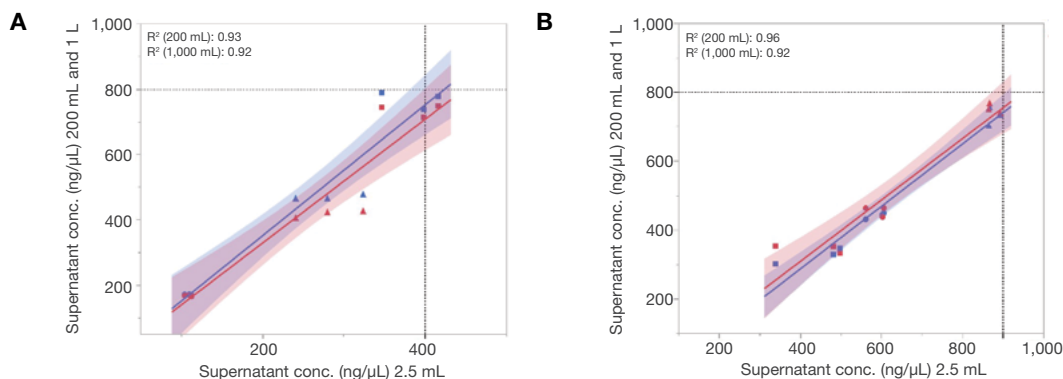 A
Supernatant conc. (ng/µL) 200 mL and 1 L
1,000
800
600
400
200
R² (200 mL): 0.93
R² (1,000 mL): 0.92
200
400
Supernatant conc. (ng/µL) 2.5 mL
B
Supernatant conc. (ng/µL) 200 mL and 1 L
1,000
800
600
400
200
R² (200 mL): 0.96
R² (1,000 mL): 0.92
200
400
600
800
1,000
Supernatant conc. (ng/µL) 2.5 mL